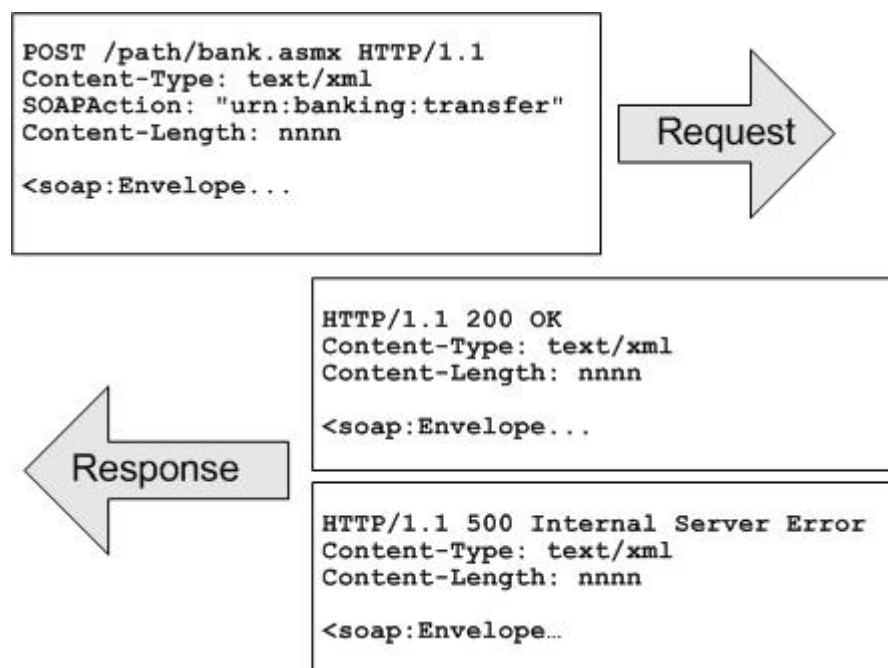 POST /path/bank.asmx HTTP/1.1
Content-Type: text/xml
SOAPAction: "urn:banking:transfer"
Content-Length: nnnn
<soap:Envelope...
Request
HTTP/1.1 200 OK
Content-Type: text/xml
Content-Length: nnnn
<soap:Envelope...
Response
HTTP/1.1 500 Internal Server Error
Content-Type: text/xml
Content-Length: nnnn
<soap:Envelope…